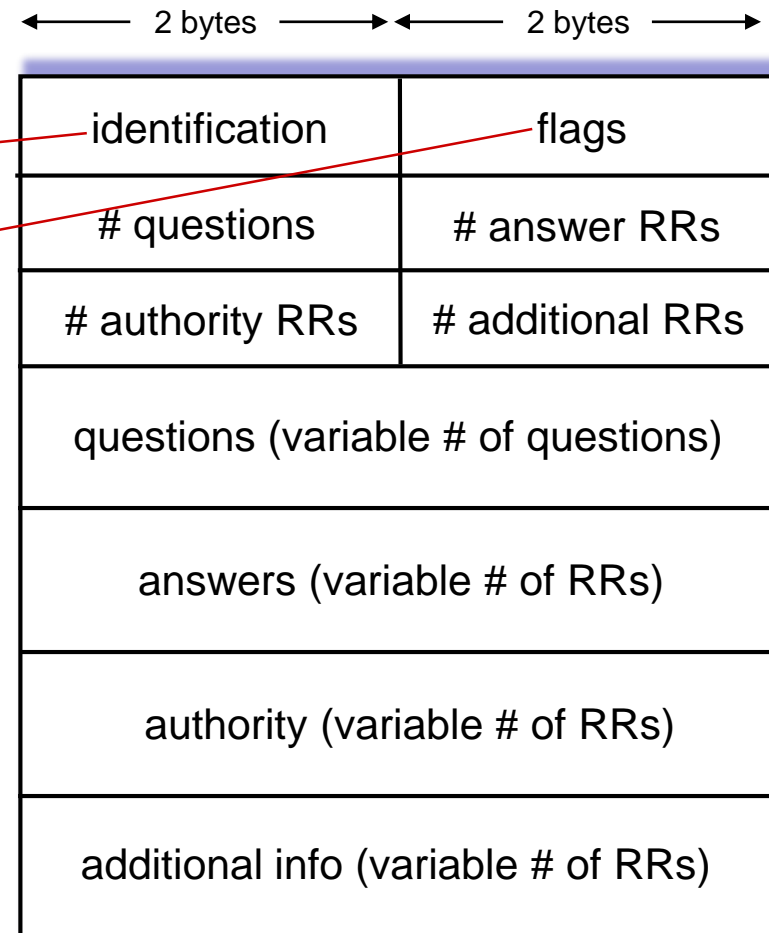 2 bytes 2 bytes
identification flags
# questions # answer RRs
# authority RRs # additional RRs
questions (variable # of questions)
answers (variable # of RRs)
authority (variable # of RRs)
additional info (variable # of RRs)